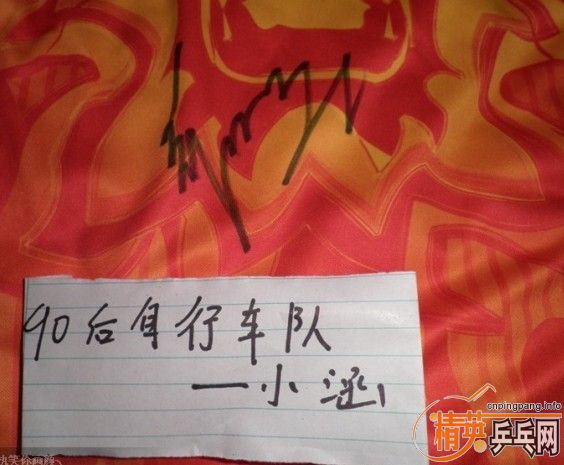 90后自行车队
一小涵
cnpingpang.info
精英乒乓网